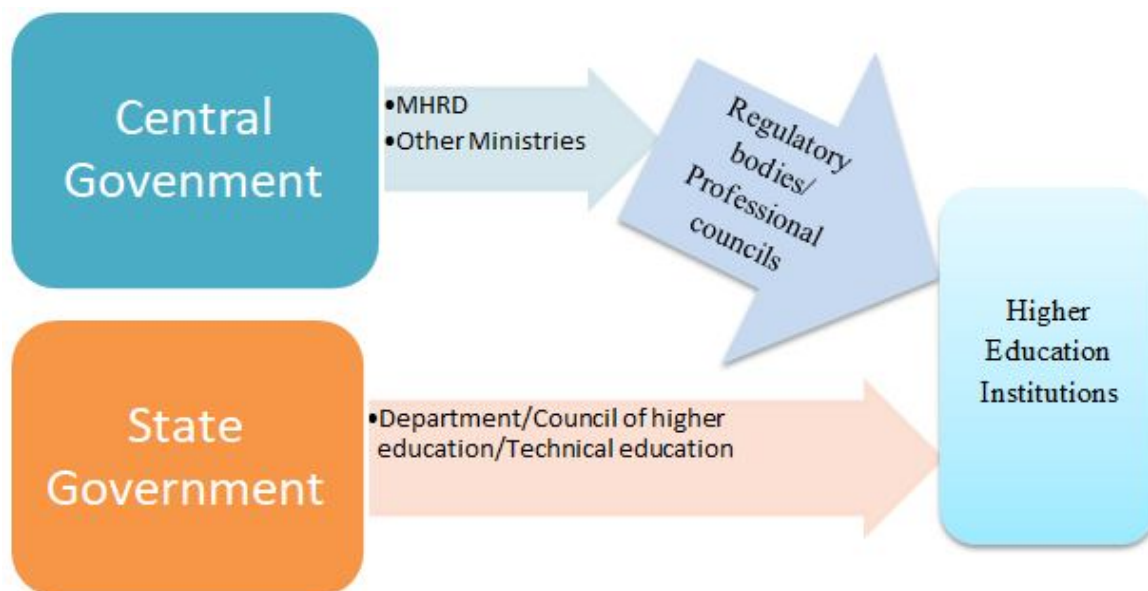 Central
Govenment
•MHRD
•Other Ministries
Regulatory
bodies/
Professional
councils
Higher
Education
Institutions
State
Government
•Department/Council of higher
education/Technical education